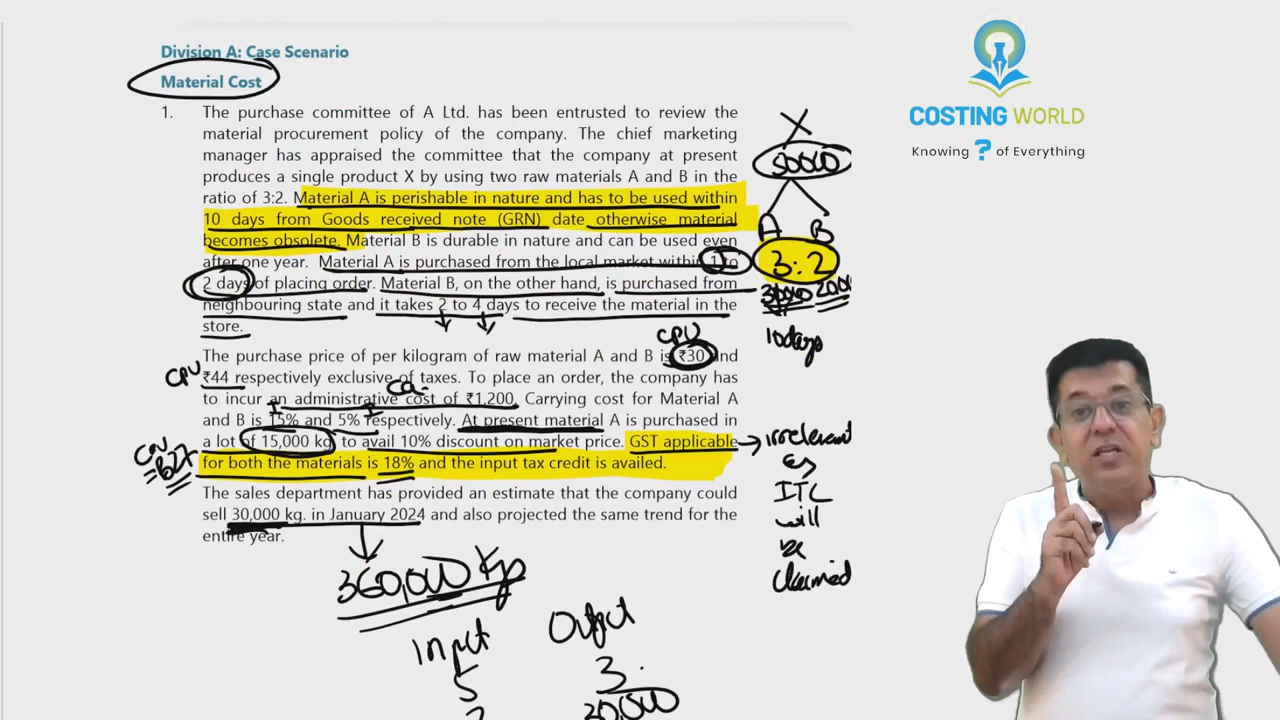 Division A: Case Scenario
Material Cost
1. The purchase committee of A Ltd. has been entrusted to review the
material procurement policy of the company. The chief marketing
manager has appraised the committee that the company at present
produces a single product X by using two raw materials A and B in the
ratio of 3:2. Material A is perishable in nature and has to be used within
10 days from Goods received note (GRN) date otherwise material
becomes obsolete. Material B is durable in nature and can be used even
after one year. Material A is purchased from the local market within 1 to
2 days of placing order. Material B, on the other hand, is purchased from
neighbouring state and it takes 2 to 4 days to receive the material in the
store.
The purchase price of per kilogram of raw material A and B is ₹30 and
₹44 respectively exclusive of taxes. To place an order, the company has
to incur an administrative cost of ₹1,200. Carrying cost for Material A
and B is 15% and 5% respectively. At present material A is purchased in
a lot of 15,000 kg. to avail 10% discount on market price. GST applicable
for both the materials is 18% and the input tax credit is availed.
The sales department has provided an estimate that the company could
sell 30,000 kg. in January 2024 and also projected the same trend for the
entire year.
X
50000
A B
3:2
30000
10 days
CPU
CPU
irrelevant
as
ITC
will
be
claimed
360,000 Kgs
Input Output
5 3
30,000
COSTING WORLD
Knowing ? of Everything